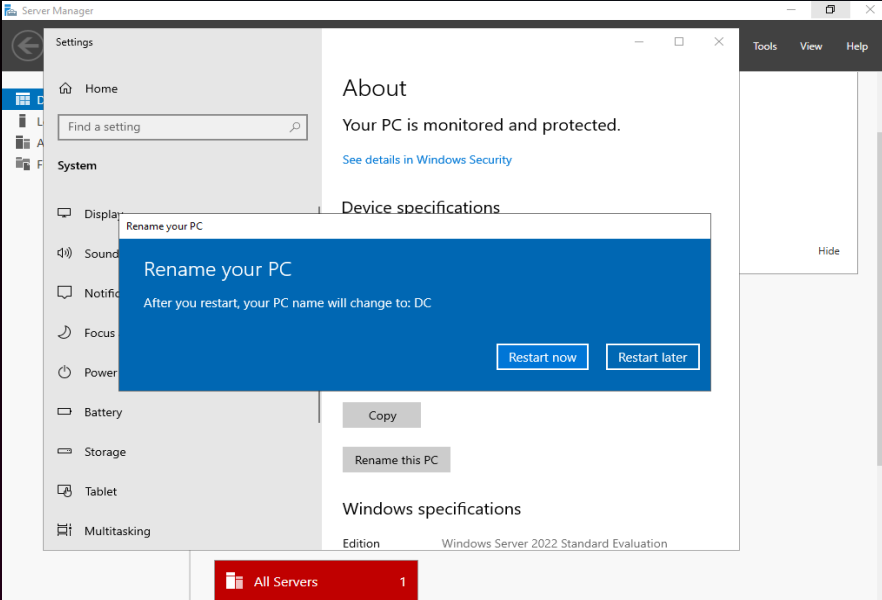 Server Manager
Tools View Help
Settings
Home
Find a setting
System
Display
Sound
Focus
Power
Battery
Storage
Tablet
Multitasking
About
Your PC is monitored and protected.
See details in Windows Security
Device specifications
Hide
Rename your PC
Rename your PC
After you restart, your PC name will change to: DC
Restart now Restart later
Copy
Rename this PC
Windows specifications
Edition Windows Server 2022 Standard Evaluation
All Servers 1